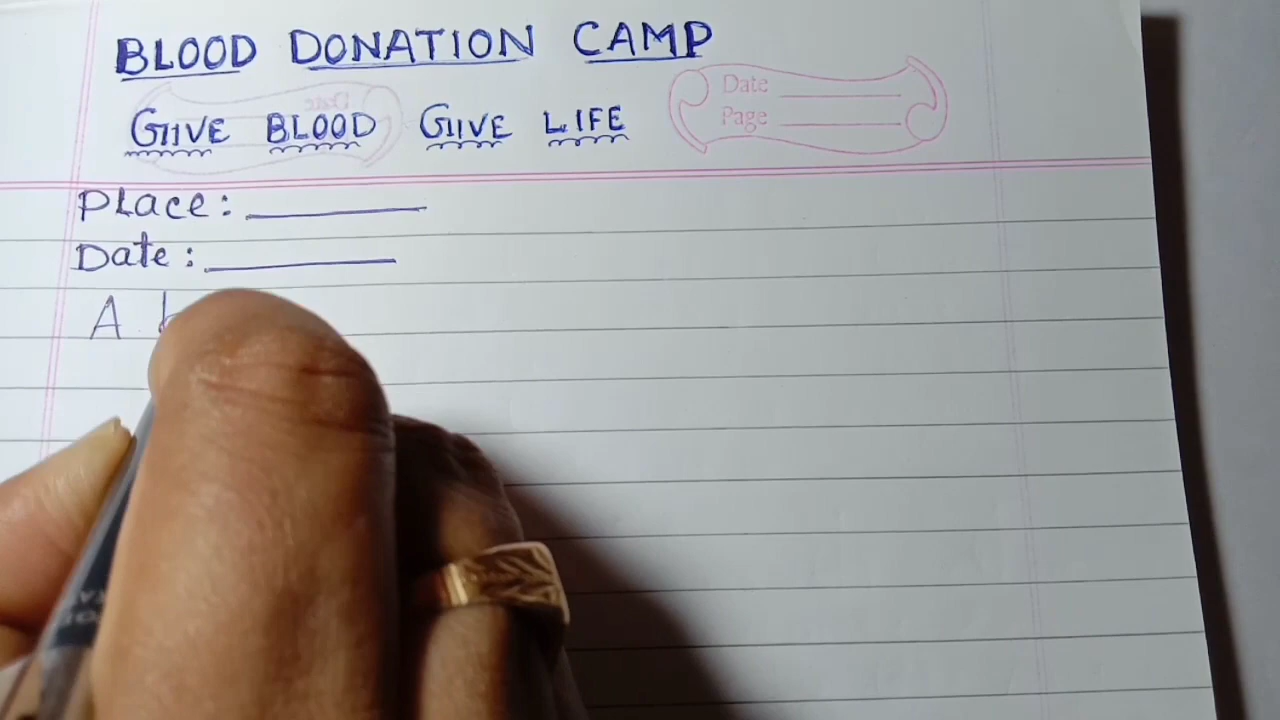 BLOOD DONATION CAMP
GIVE BLOOD GIVE LIFE
Date
Page
Place:
Date:
A b